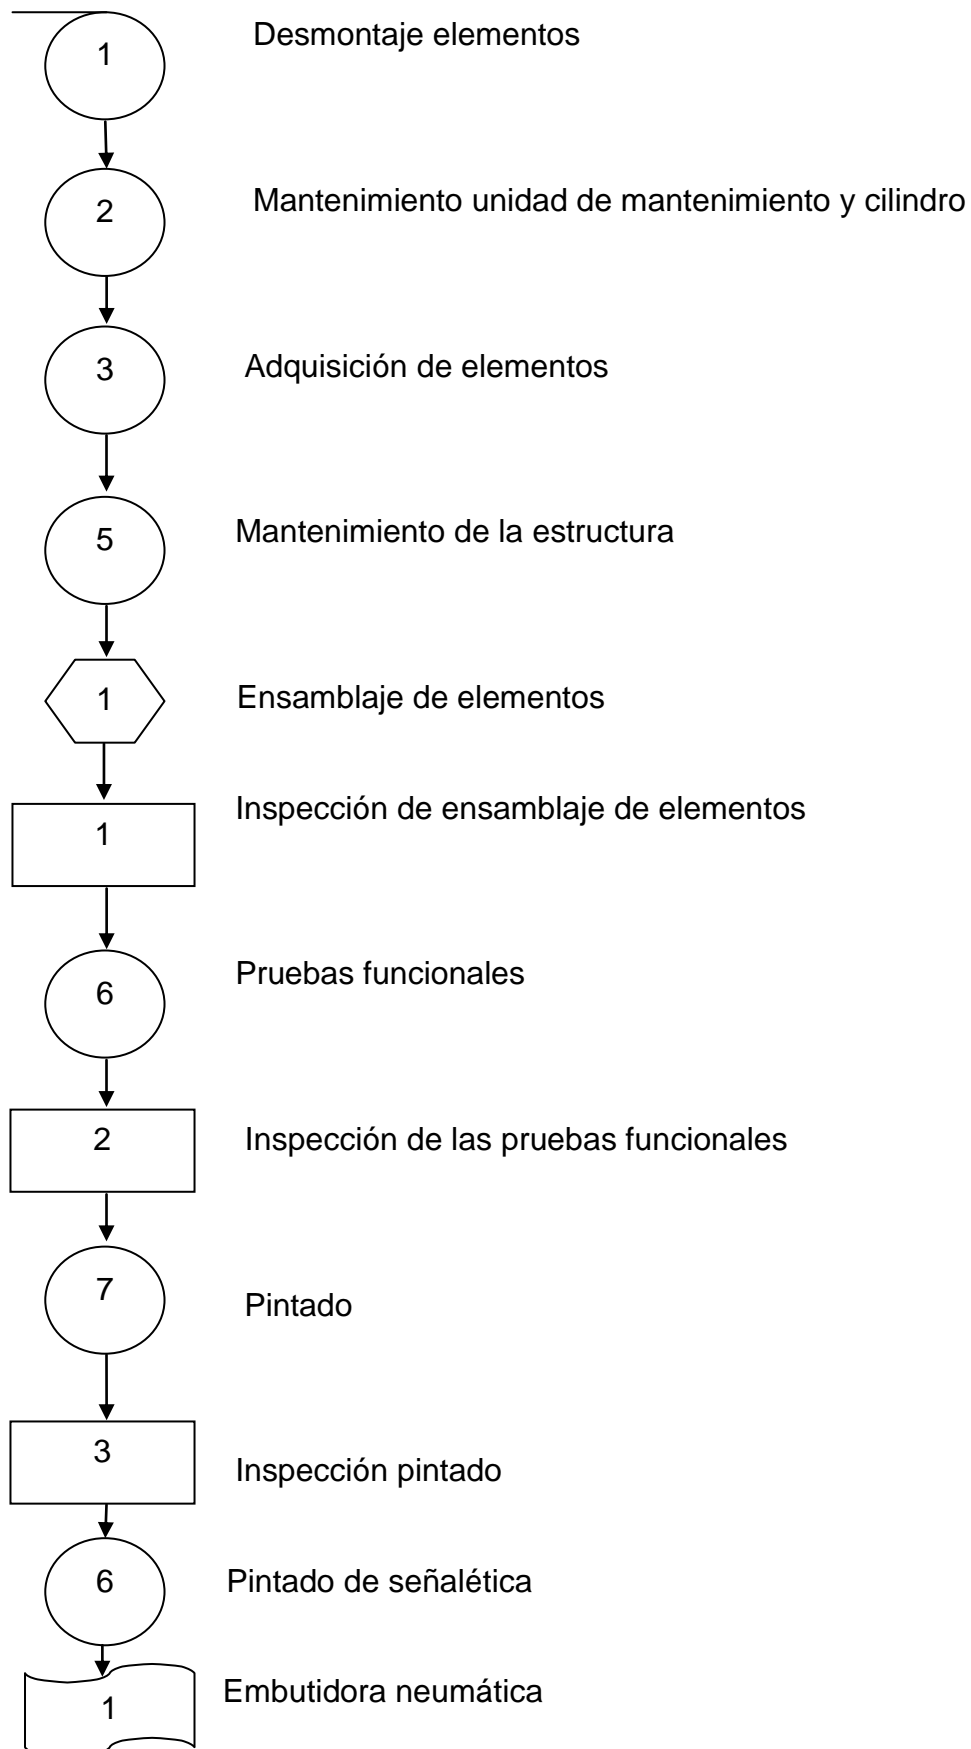 1 Desmontaje elementos
2 Mantenimiento unidad de mantenimiento y cilindro
3 Adquisición de elementos
5 Mantenimiento de la estructura
1 Ensamblaje de elementos
1 Inspección de ensamblaje de elementos
6 Pruebas funcionales
2 Inspección de las pruebas funcionales
7 Pintado
3 Inspección pintado
6 Pintado de señalética
1 Embutidora neumática